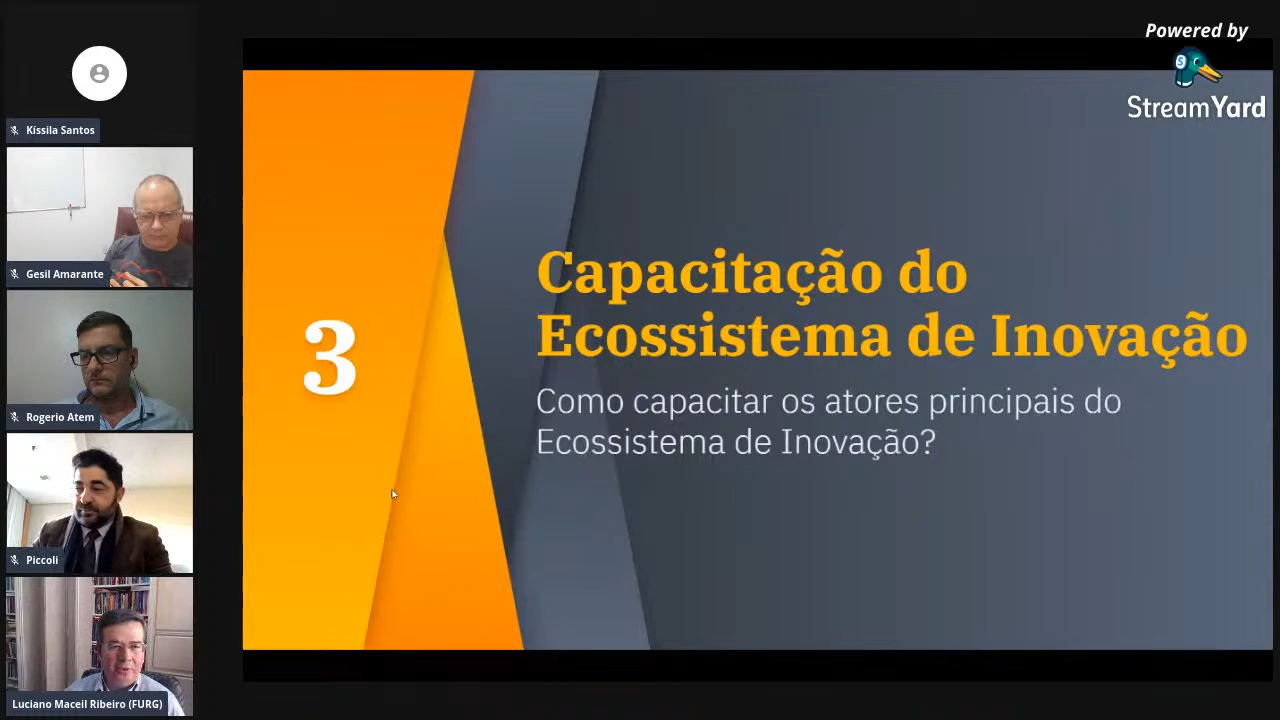 Powered by
StreamYard
Kíssila Santos
Gesil Amarante
Rogerio Atem
Piccoli
Luciano Maceil Ribeiro (FURG)
3
Capacitação do
Ecossistema de Inovação
Como capacitar os atores principais do
Ecossistema de Inovação?